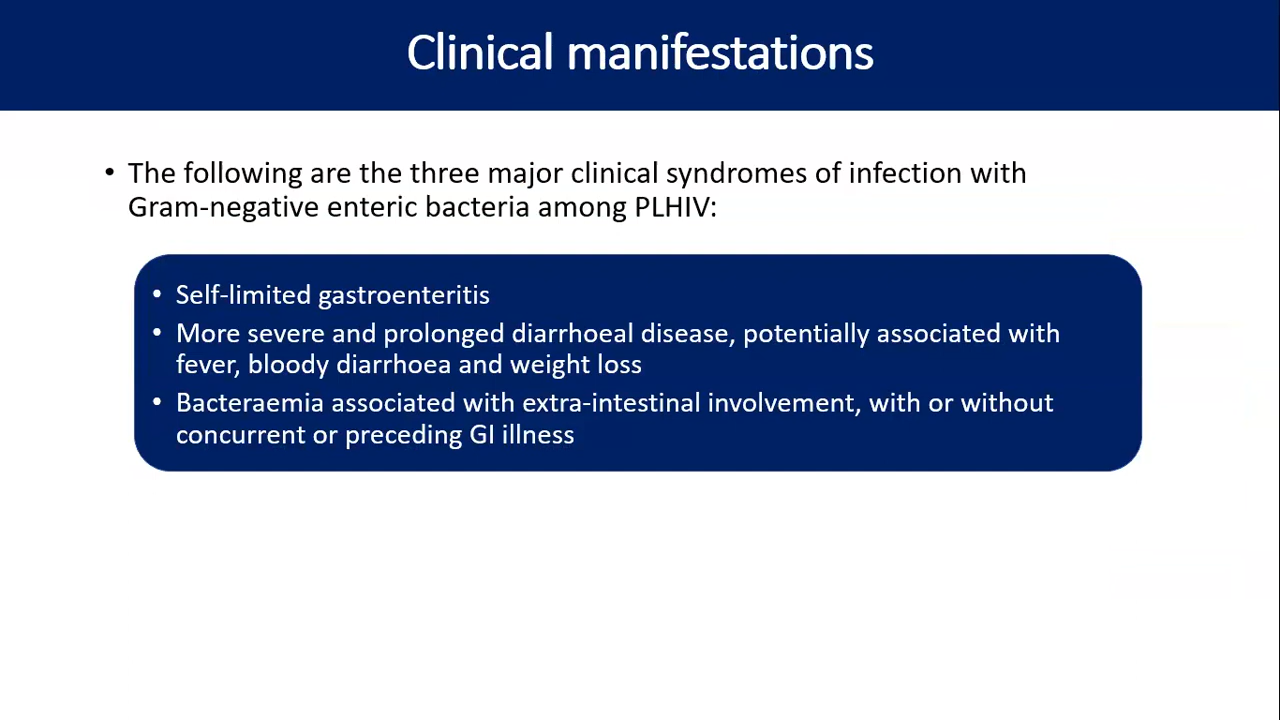 Clinical manifestations
• The following are the three major clinical syndromes of infection with
Gram-negative enteric bacteria among PLHIV:
• Self-limited gastroenteritis
• More severe and prolonged diarrhoeal disease, potentially associated with
fever, bloody diarrhoea and weight loss
• Bacteraemia associated with extra-intestinal involvement, with or without
concurrent or preceding GI illness